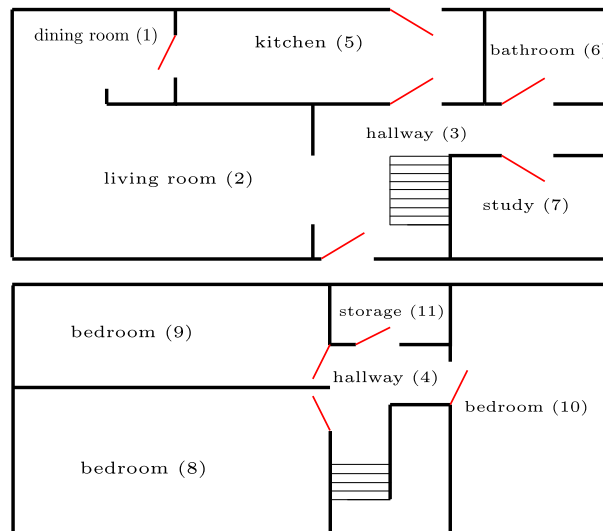 dining room (1)
kitchen (5)
bathroom (6)
hallway (3)
living room (2)
study (7)
storage (11)
bedroom (9)
hallway (4)
bedroom (10)
bedroom (8)